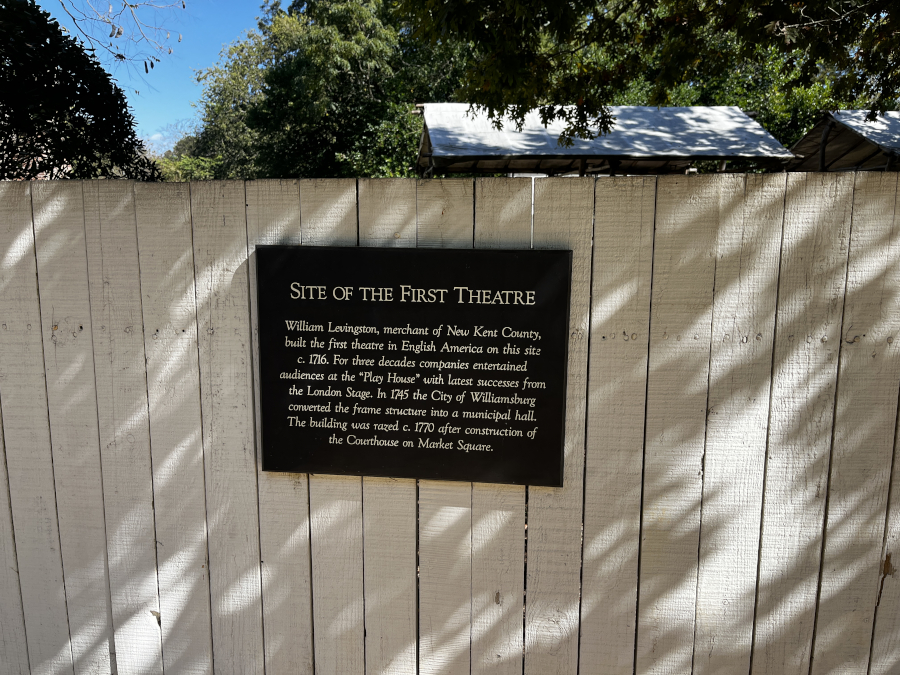 SITE OF THE FIRST THEATRE
William Levingston, merchant of New Kent County,
built the first theatre in English America on this site
c. 1716. For three decades companies entertained
audiences at the "Play House" with latest successes from
the London Stage. In 1745 the City of Williamsburg
converted the frame structure into a municipal hall.
The building was razed c. 1770 after construction of
the Courthouse on Market Square.